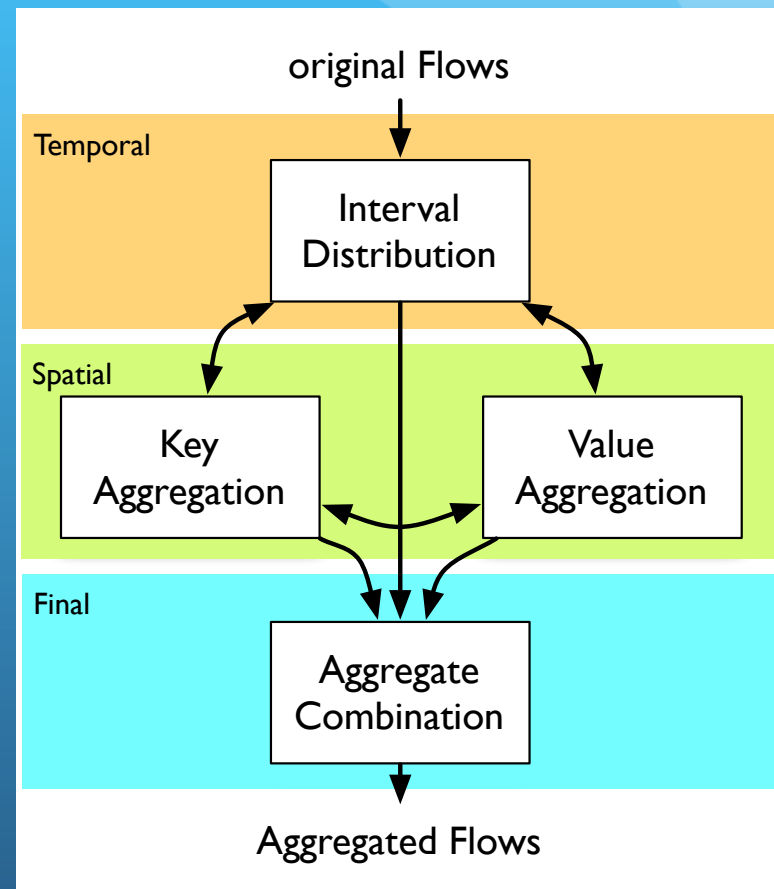 original Flows
Temporal
Interval
Distribution
Spatial
Key
Aggregation
Value
Aggregation
Final
Aggregate
Combination
Aggregated Flows